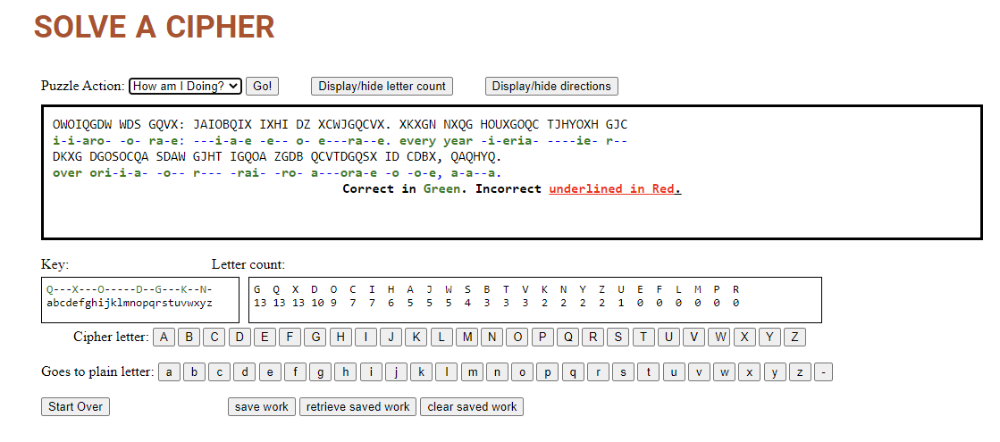 SOLVE A CIPHER
Puzzle Action: How am I Doing? Go! Display/hide letter count Display/hide directions
OWOIQGDW WDS GQVX: JAIOBQIX IXHI DZ XCWJGQCVX. XKXGN NXQG HOUXGOQC TJHYOXH GJC
i-i-aro- -o- ra-e: ---i-a-e -e-- o- e---ra--e. every year -i-eria- ----ie- r--
DKXG DGOSOCQA SDAW GJHT IGQOA ZGDB QCVTDGQSX ID CDBX, QAQHYQ.
over ori-i-a- -o-- r--- -rai- -ro- a---ora-e -o -o-e, a-a--a.
Correct in Green. Incorrect underlined in Red.
Key: Letter count:
Q---X---O-----D--G---K--N-
abcdefghijklmnopqrstuvwxyz
G Q X D O C I H A J W S B T V K N Y Z U E F L M P R
13 13 13 10 9 7 7 6 5 5 5 4 3 3 3 2 2 2 2 1 0 0 0 0 0 0
Cipher letter: A B C D E F G H I J K L M N O P Q R S T U V W X Y Z
Goes to plain letter: a b c d e f g h i j k l m n o p q r s t u v w x y z -
Start Over save work retrieve saved work clear saved work